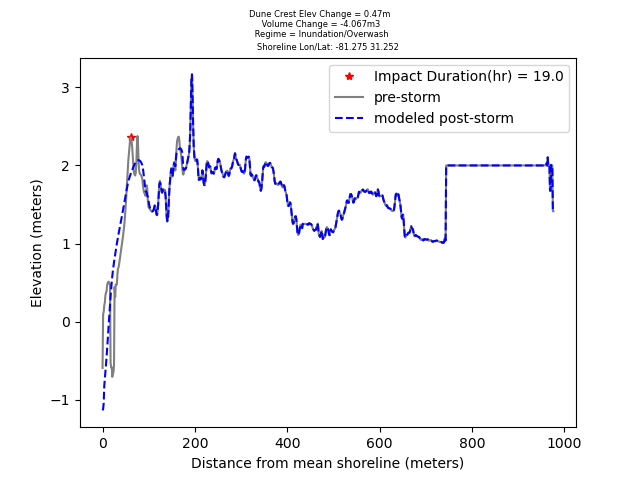 Dune Crest Elev Change = 0.47m
Volume Change = -4.067m3
Regime = Inundation/Overwash
Shoreline Lon/Lat: -81.275 31.252
Impact Duration(hr) = 19.0
pre-storm
modeled post-storm
3
2
1
0
−1
Elevation (meters)
0
200
400
600
800
1000
Distance from mean shoreline (meters)